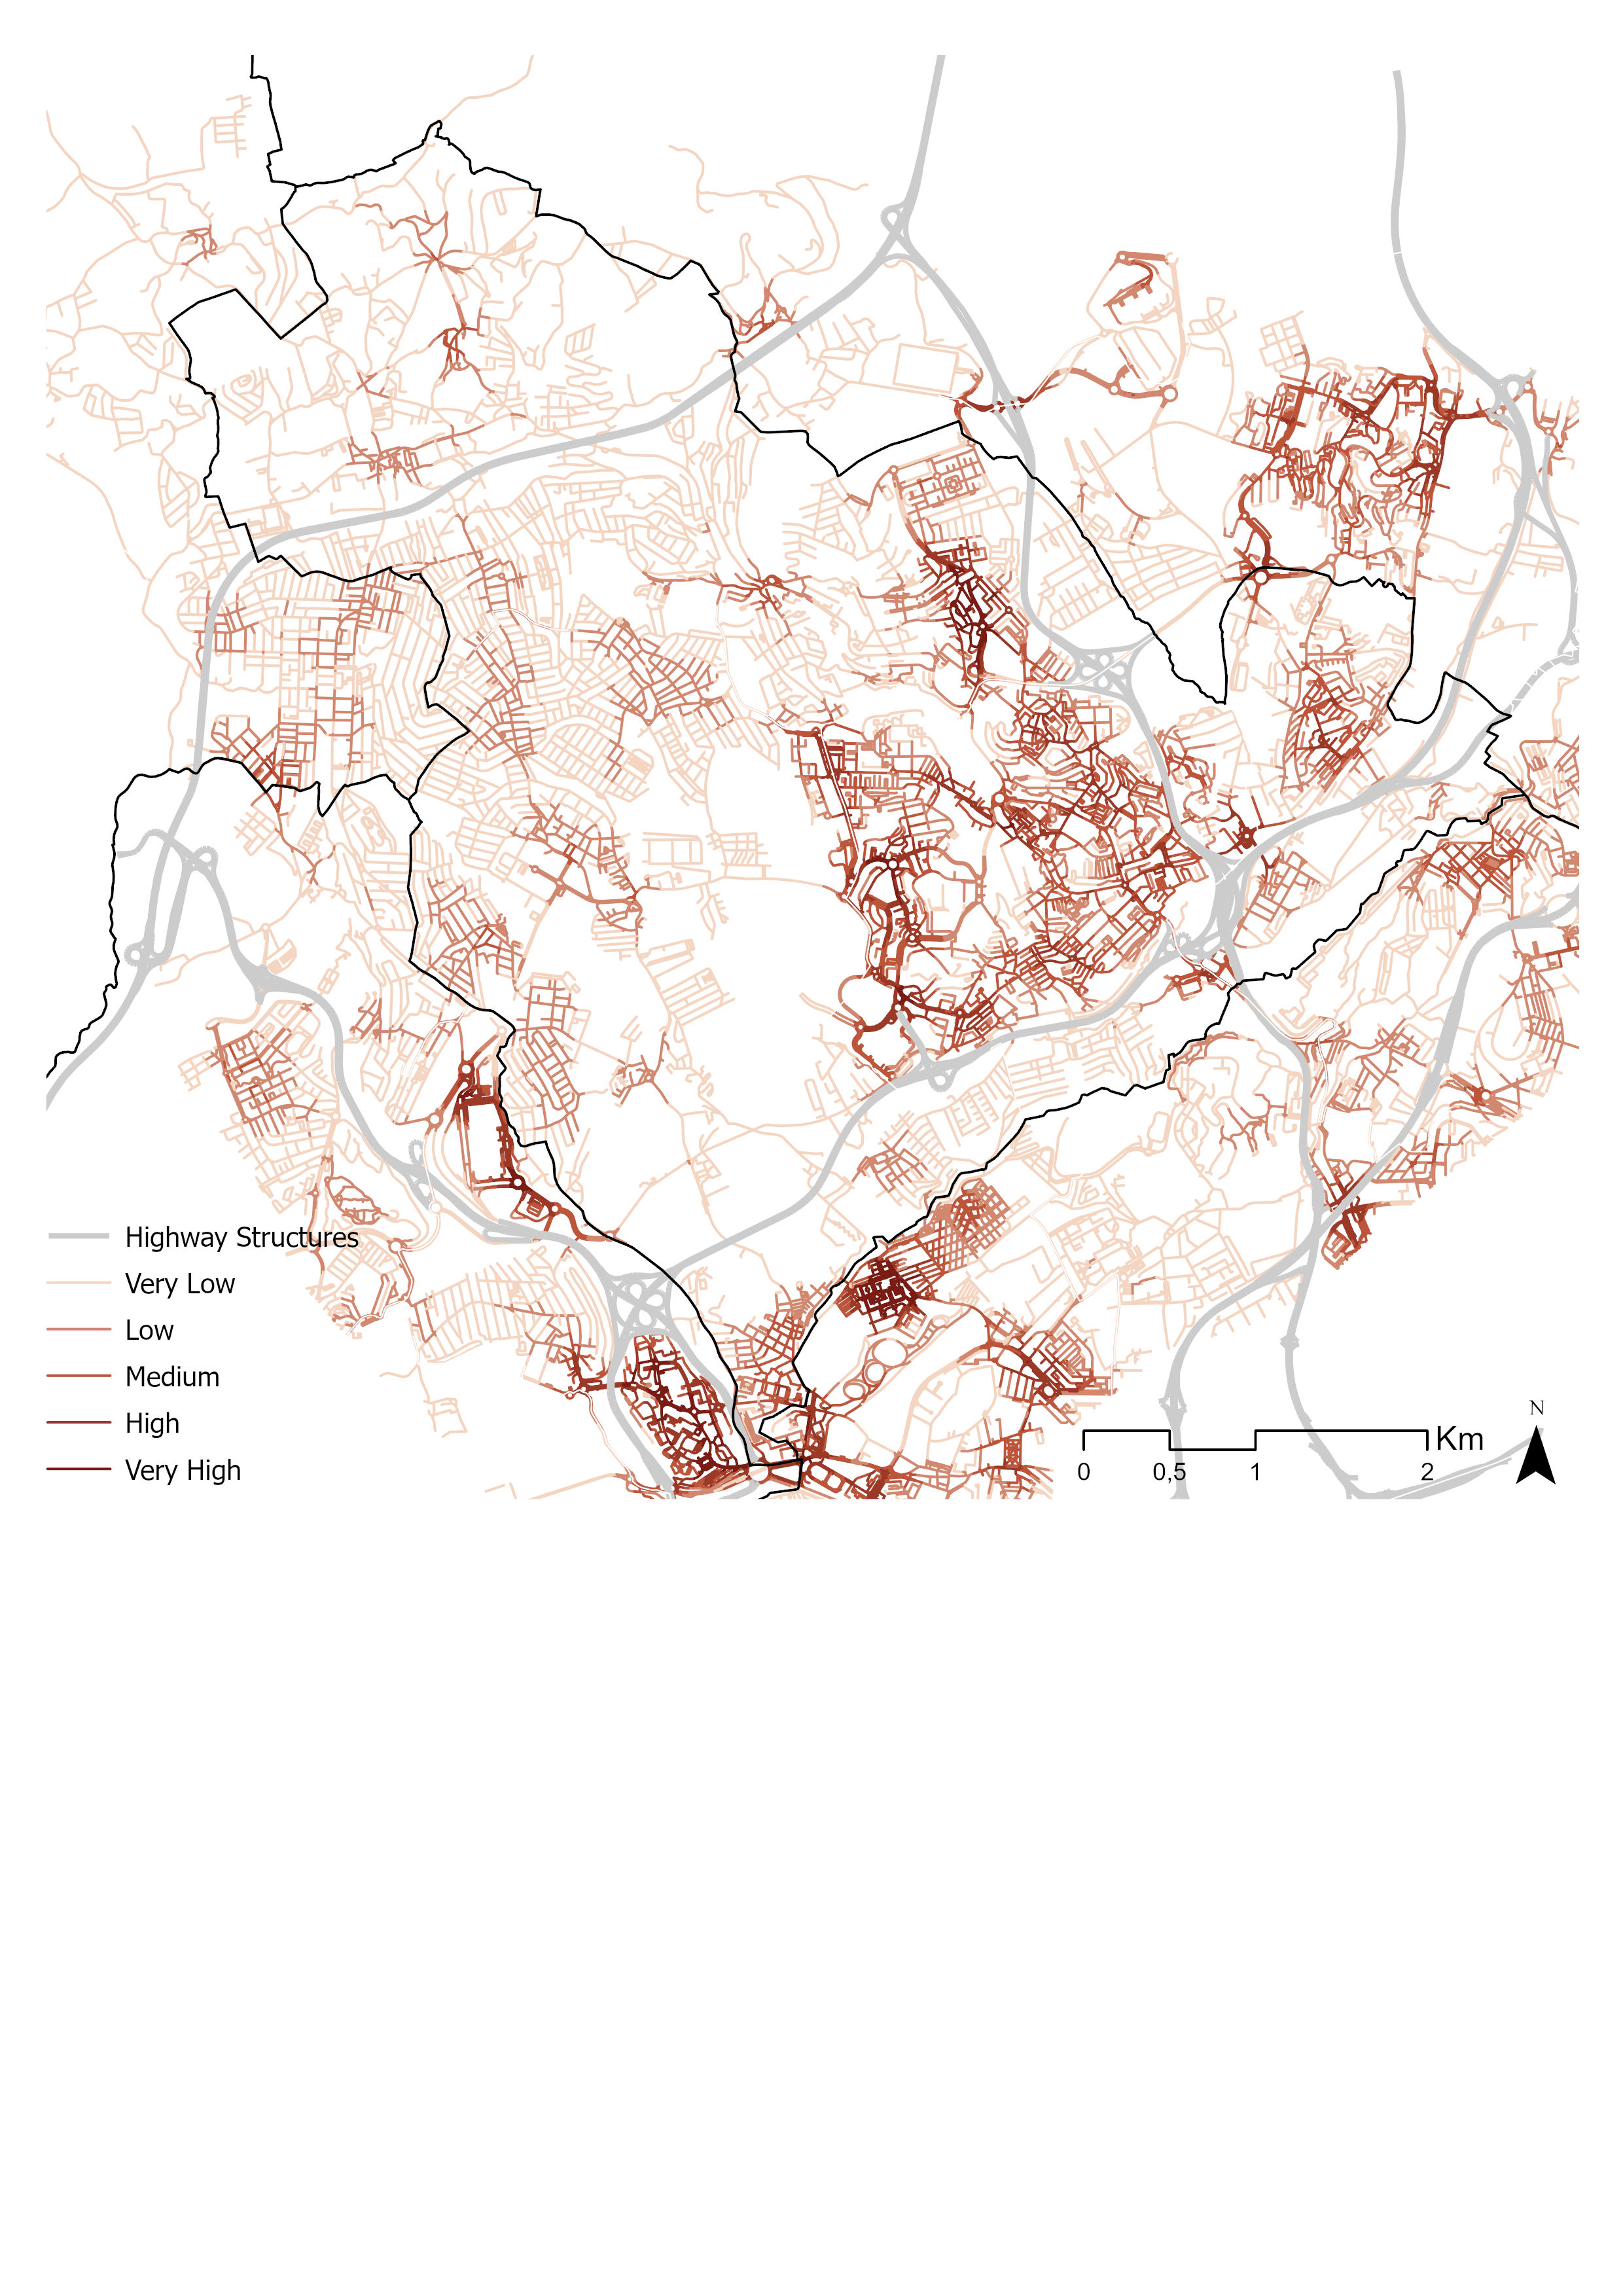 Highway Structures
Very Low
Low
Medium
High
Very High
N
Km
0 0,5 1 2